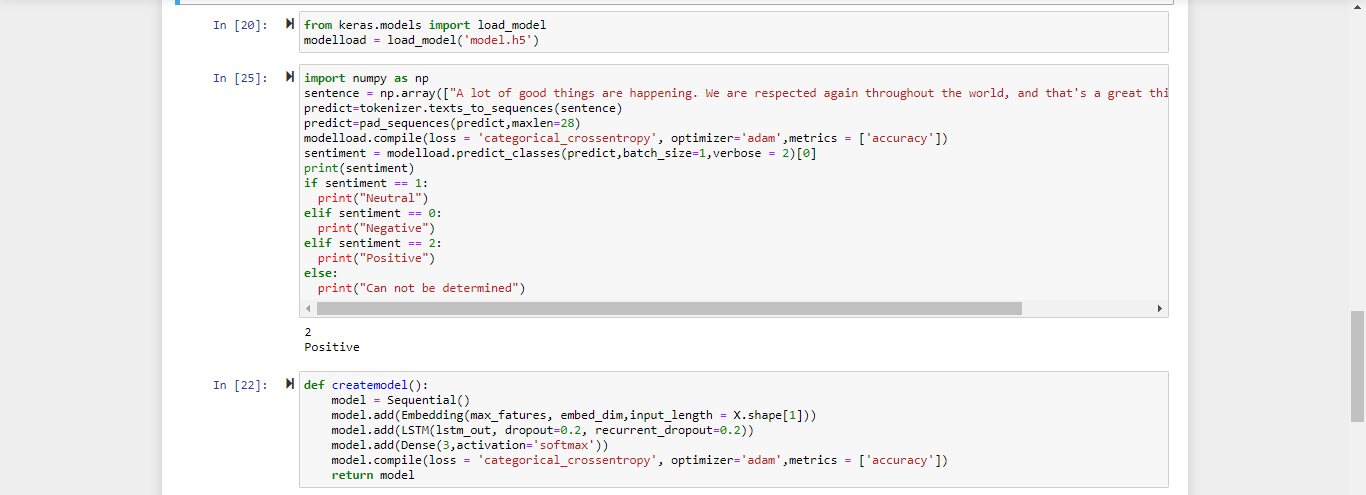 In [20]: from keras.models import load_model
modelload = load_model('model.h5')
In [25]: import numpy as np
sentence = np.array(["A lot of good things are happening. We are respected again throughout the world, and that's a great thi
predict=tokenizer.texts_to_sequences(sentence)
predict=pad_sequences(predict,maxlen=28)
modelload.compile(loss = 'categorical_crossentropy', optimizer='adam',metrics = ['accuracy'])
sentiment = modelload.predict_classes(predict,batch_size=1,verbose = 2)[0]
print(sentiment)
if sentiment == 1:
  print("Neutral")
elif sentiment == 0:
  print("Negative")
elif sentiment == 2:
  print("Positive")
else:
  print("Can not be determined")
2
Positive
In [22]: def createmodel():
    model = Sequential()
    model.add(Embedding(max_fatures, embed_dim,input_length = X.shape[1]))
    model.add(LSTM(lstm_out, dropout=0.2, recurrent_dropout=0.2))
    model.add(Dense(3,activation='softmax'))
    model.compile(loss = 'categorical_crossentropy', optimizer='adam',metrics = ['accuracy'])
    return model